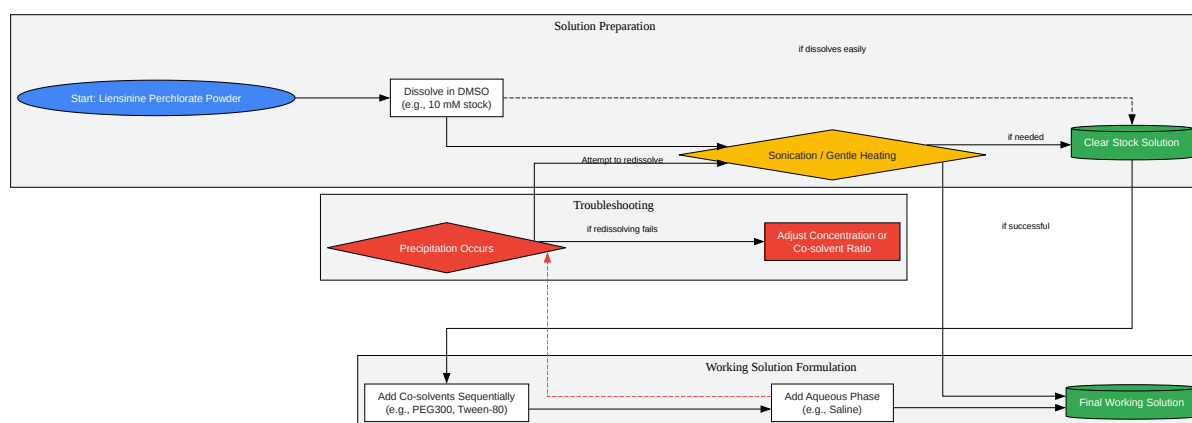 Solution Preparation
if dissolves easily
Start: Liensinine Perchlorate Powder
Dissolve in DMSO
(e.g., 10 mM stock)
if needed
Clear Stock Solution
Sonication / Gentle Heating
Attempt to redissolve
Troubleshooting
if redissolving fails
if successful
Precipitation Occurs
Adjust Concentration or
Co-solvent Ratio
Working Solution Formulation
Add Co-solvents Sequentially
(e.g., PEG300, Tween-80)
Add Aqueous Phase
(e.g., Saline)
Final Working Solution